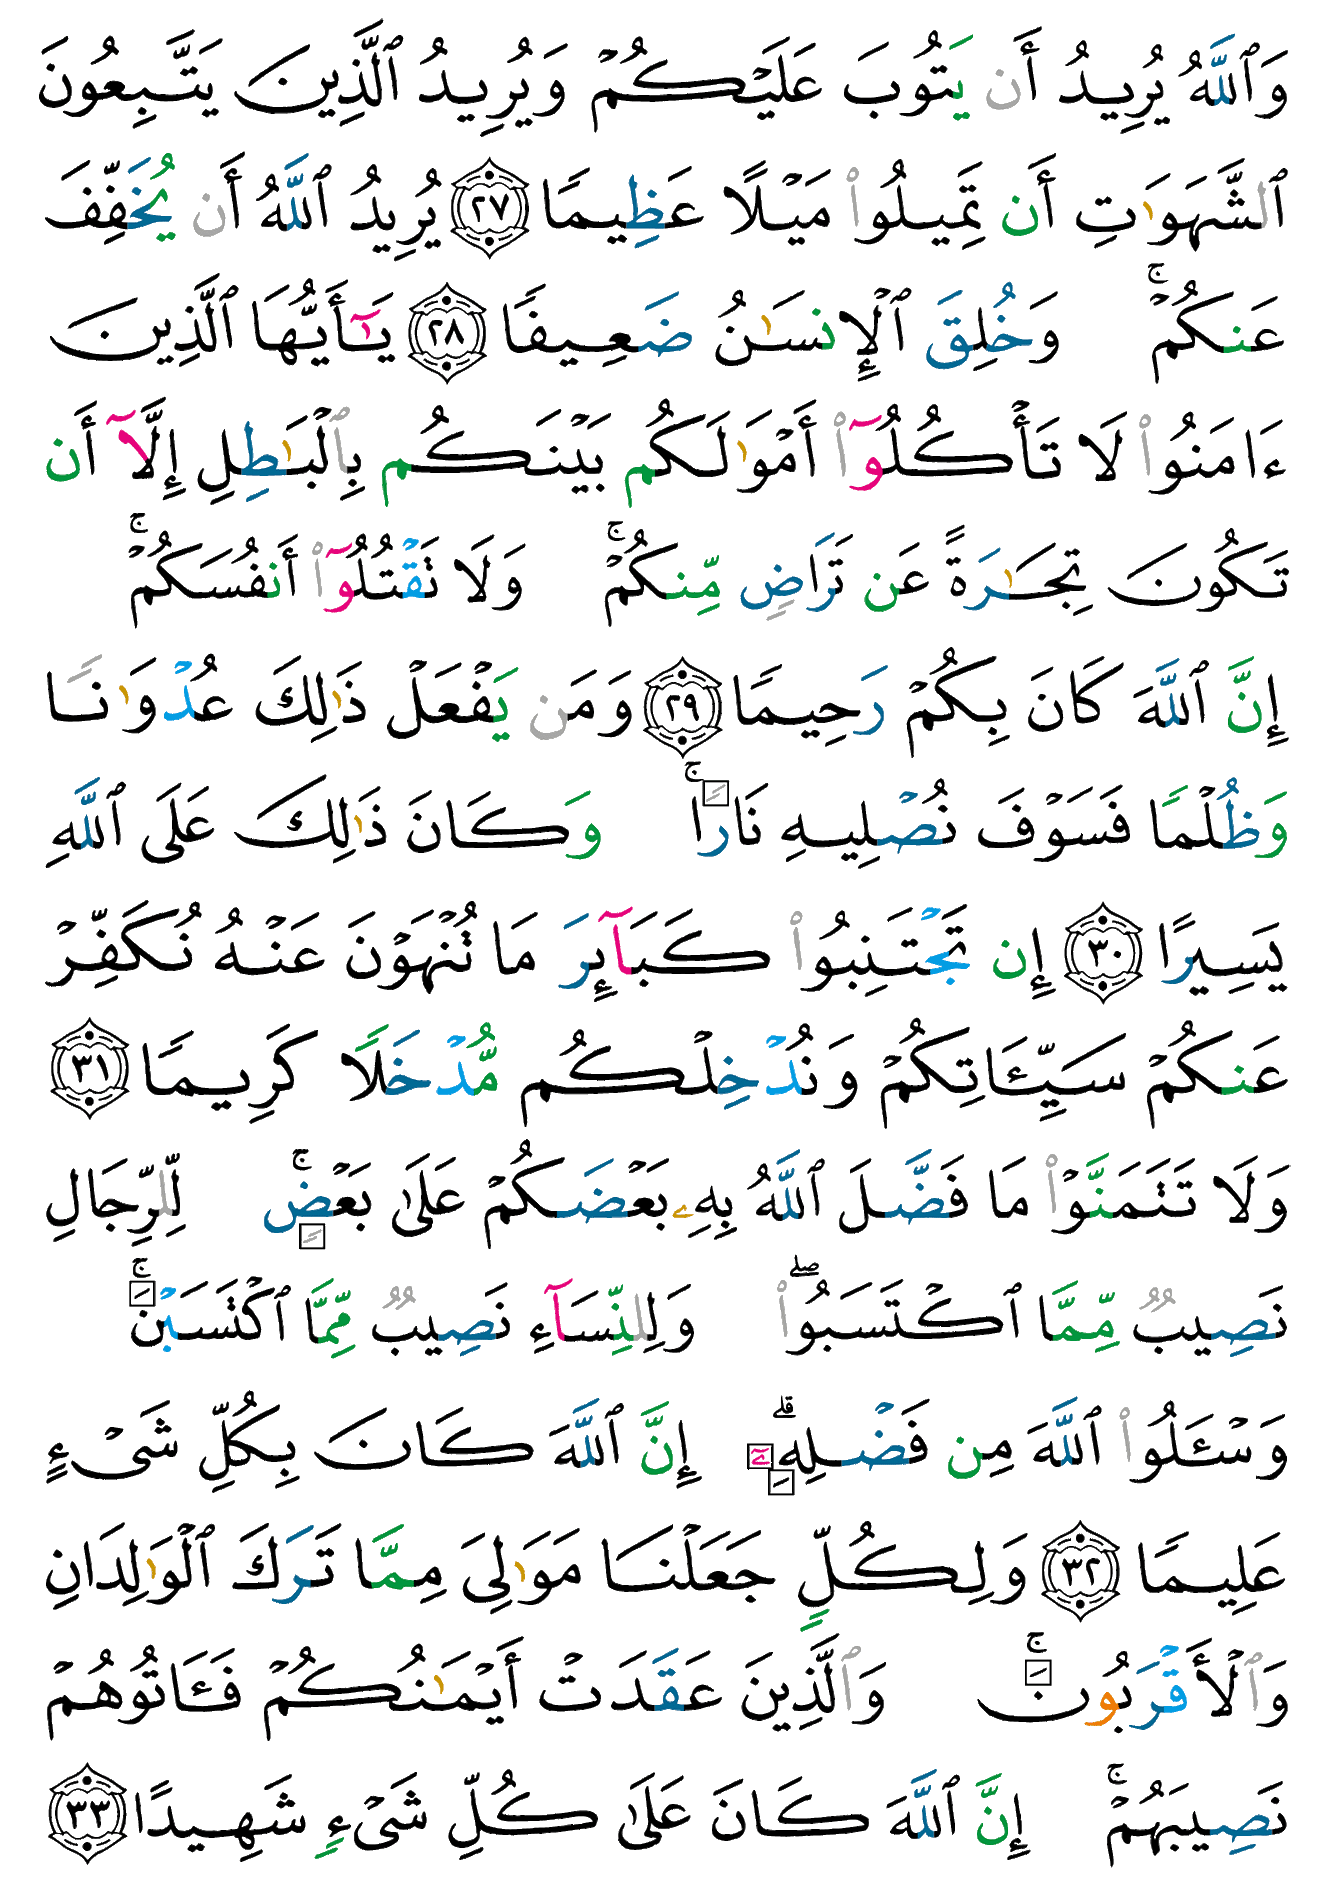 وَٱللَّهُ يُرِيدُ أَن يَتُوبَ عَلَيۡكُمۡ وَيُرِيدُ ٱلَّذِينَ يَتَّبِعُونَ
ٱلشَّهَوَٰتِ أَن تَمِيلُواْ مَيۡلًا عَظِيمًا ٢٧ يُرِيدُ ٱللَّهُ أَن يُخَفِّفَ
عَنكُمۡۚ وَخُلِقَ ٱلۡإِنسَٰنُ ضَعِيفًا ٢٨ يَٰٓأَيُّهَا ٱلَّذِينَ
ءَامَنُواْ لَا تَأۡكُلُوٓاْ أَمۡوَٰلَكُم بَيۡنَكُم بِٱلۡبَٰطِلِ إِلَّآ أَن
تَكُونَ تِجَٰرَةً عَن تَرَاضٍ مِّنكُمۡۚ وَلَا تَقۡتُلُوٓاْ أَنفُسَكُمۡۚ
إِنَّ ٱللَّهَ كَانَ بِكُمۡ رَحِيمًا ٢٩ وَمَن يَفۡعَلۡ ذَٰلِكَ عُدۡوَٰنًا
وَظُلۡمًا فَسَوۡفَ نُصۡلِيهِ نَارًاۚ وَكَانَ ذَٰلِكَ عَلَى ٱللَّهِ
يَسِيرًا ٣٠ إِن تَجۡتَنِبُواْ كَبَآئِرَ مَا تُنۡهَوۡنَ عَنۡهُ نُكَفِّرۡ
عَنكُمۡ سَيِّـَٔاتِكُمۡ وَنُدۡخِلۡكُم مُّدۡخَلًا كَرِيمًا ٣١
وَلَا تَتَمَنَّوۡاْ مَا فَضَّلَ ٱللَّهُ بِهِۦ بَعۡضَكُمۡ عَلَىٰ بَعۡضٍۚ لِّلرِّجَالِ
نَصِيبٌ مِّمَّا ٱكۡتَسَبُواْۖ وَلِلنِّسَآءِ نَصِيبٌ مِّمَّا ٱكۡتَسَبۡنَۚ
وَسۡـَٔلُواْ ٱللَّهَ مِن فَضۡلِهِۦٓۗ إِنَّ ٱللَّهَ كَانَ بِكُلِّ شَيۡءٍ
عَلِيمًا ٣٢ وَلِكُلٍّ جَعَلۡنَا مَوَٰلِيَ مِمَّا تَرَكَ ٱلۡوَٰلِدَانِ
وَٱلۡأَقۡرَبُونَۚ وَٱلَّذِينَ عَقَدَتۡ أَيۡمَٰنُكُمۡ فَـَٔاتُوهُمۡ
نَصِيبَهُمۡۚ إِنَّ ٱللَّهَ كَانَ عَلَىٰ كُلِّ شَيۡءٍ شَهِيدًا ٣٣